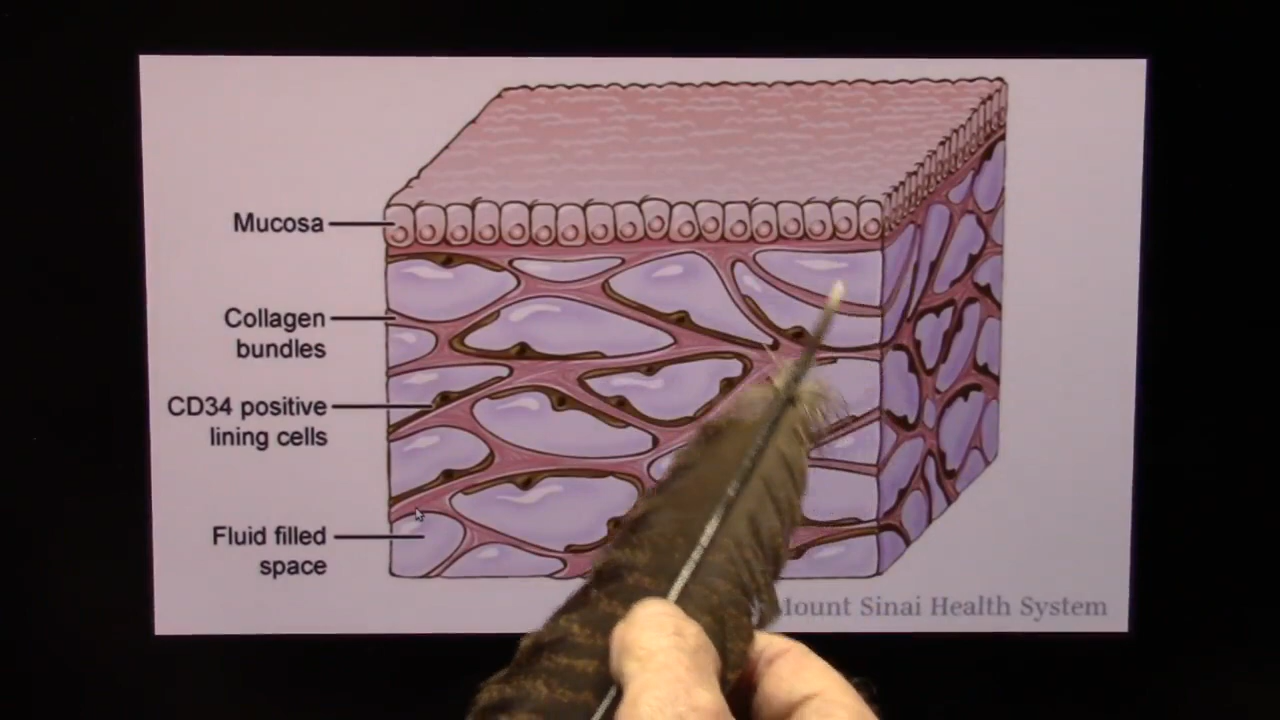 Mucosa
Collagen
bundles
CD34 positive
lining cells
Fluid filled
space
Mount Sinai Health System